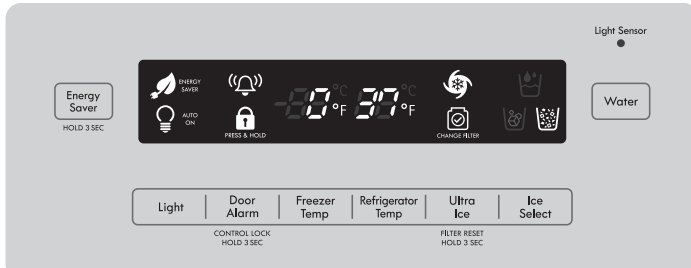 Light Sensor
ENERGY
SAVER
AUTO
ON
PRESS & HOLD
°C
0°F
°C
37°F
CHANGE FILTER
Energy
Saver
HOLD 3 SEC
Water
Light
Door
Alarm
CONTROL LOCK
HOLD 3 SEC
Freezer
Temp
Refrigerator
Temp
Ultra
Ice
FILTER RESET
HOLD 3 SEC
Ice
Select